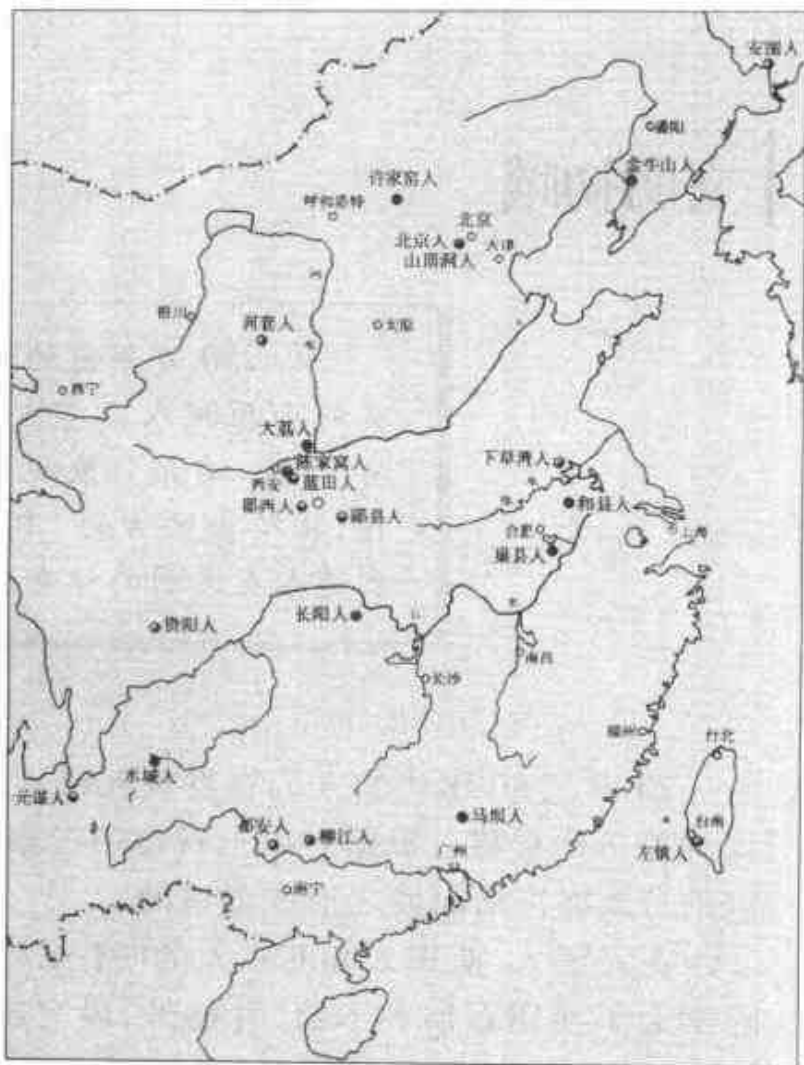 安图人
沈阳
金牛山人
许家窑人
呼和浩特
北京
北京人
山顶洞人
天津
银川
河套人
太原
西宁
大荔人
陈家窝人
西安
蓝田人
郧西人
郧县人
下草湾人
和县人
合肥
巢县人
上海
长阳人
南昌
长沙
福州
台北
水城人
元谋人
都安人
柳江人
马坝人
广州
台南
左镇人
南宁